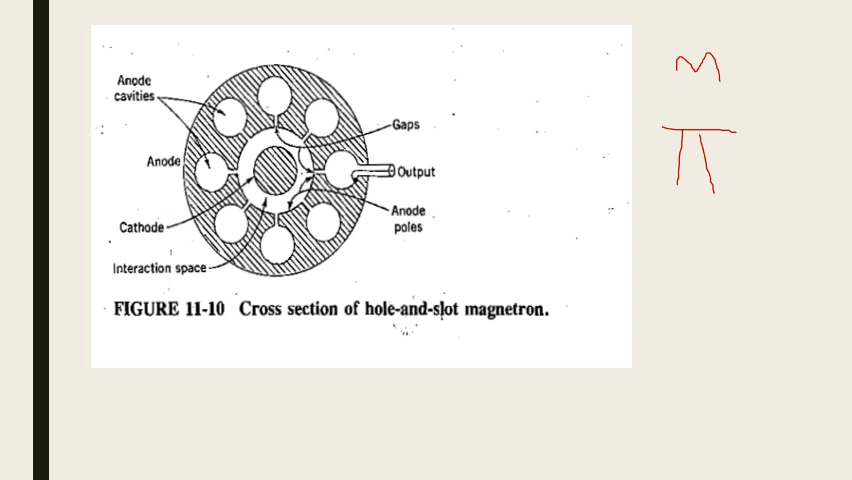 Anode
cavities
Anode
Cathode
Interaction space
Gaps
Output
Anode
poles
FIGURE 11-10 Cross section of hole-and-slot magnetron.
M
π